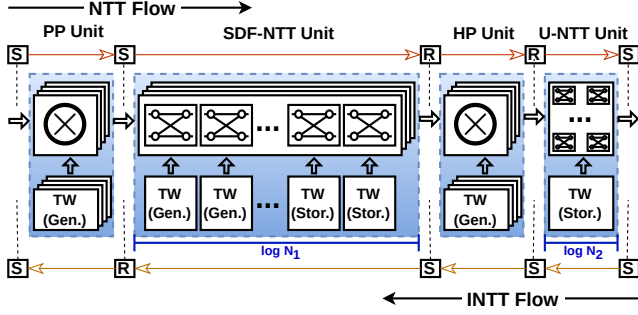 NTT Flow
PP Unit SDF-NTT Unit HP Unit U-NTT Unit
S S R R S
TW (Gen.)
TW (Gen.)
TW (Gen.)
...
TW (Stor.)
TW (Stor.)
TW (Gen.)
...
TW (Stor.)
...
log N1
log N2
S R S S S
INTT Flow